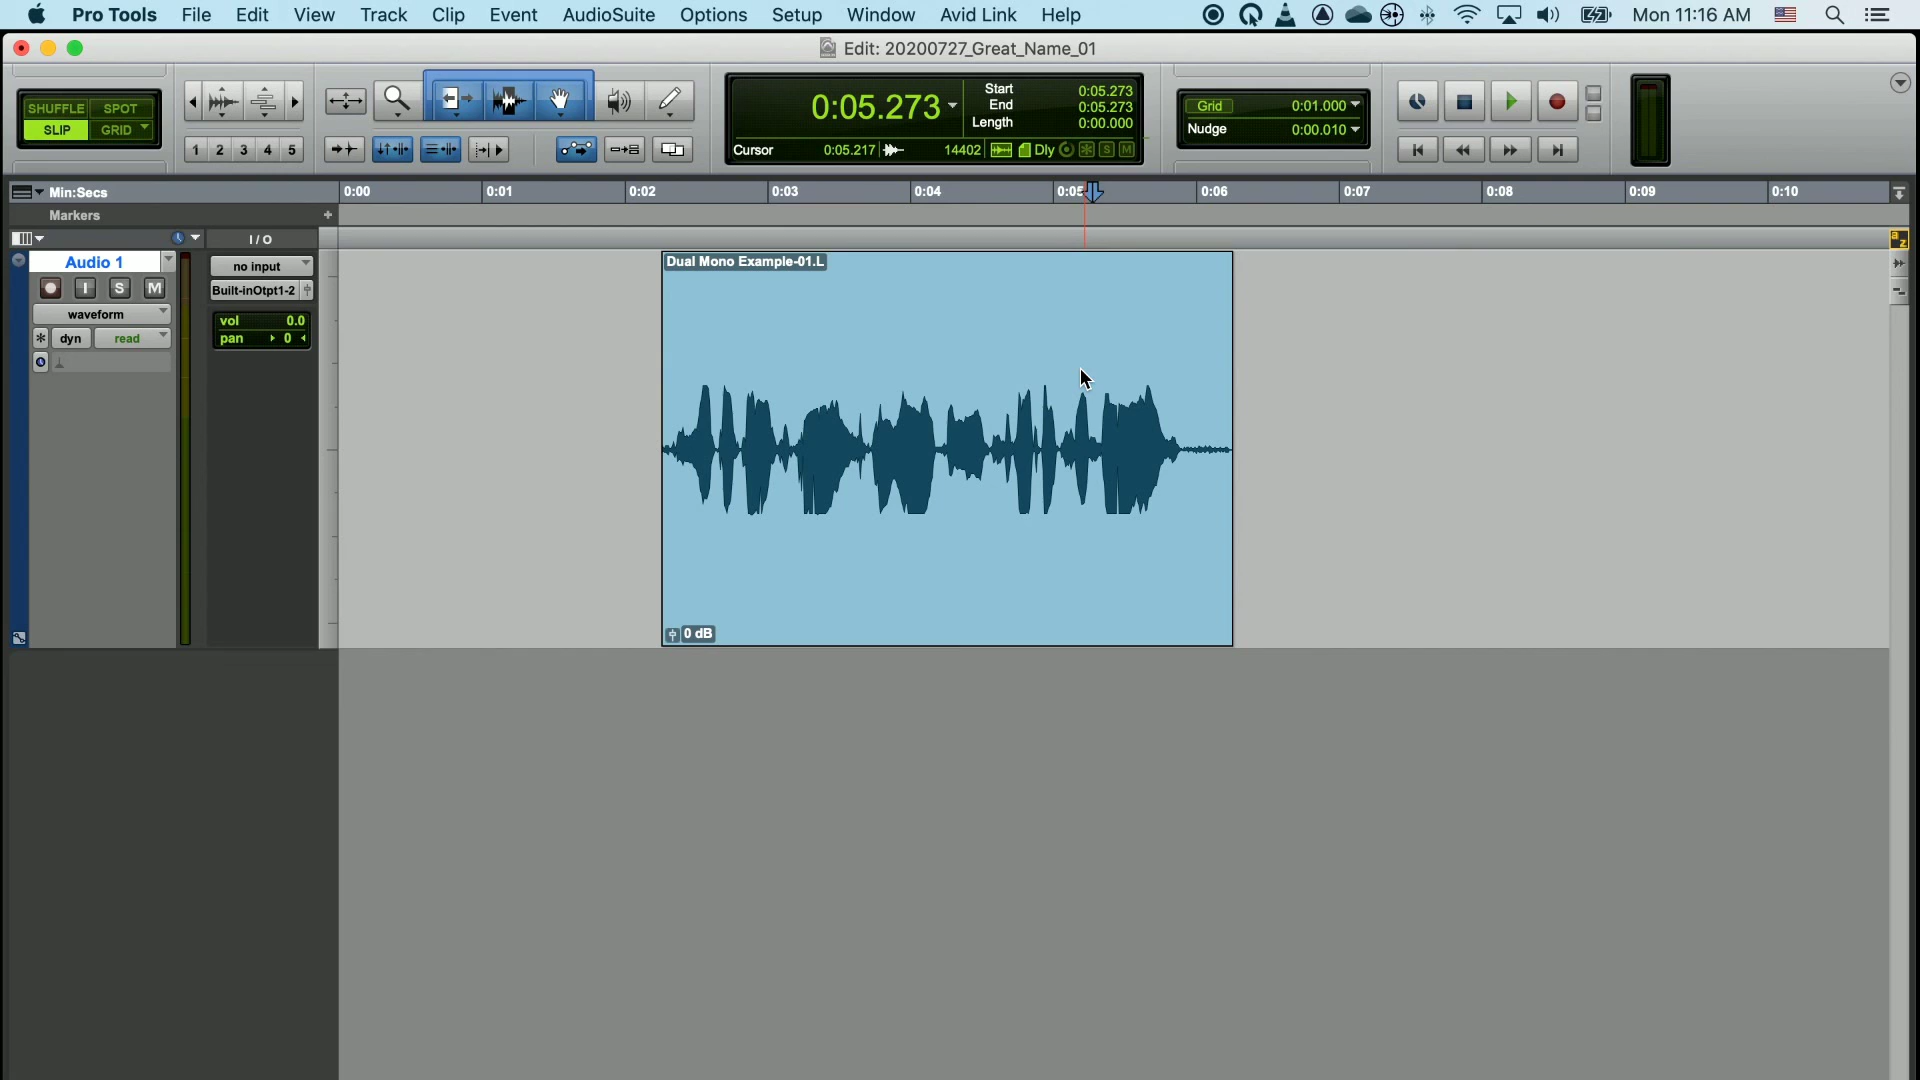 Pro Tools File Edit View Track Clip Event AudioSuite Options Setup Window Avid Link Help Mon 11:16 AM
Edit: 20200727_Great_Name_01
SHUFFLE SPOT
SLIP GRID
1 2 3 4 5
0:05.273
Start 0:05.273
End 0:05.273
Length 0:00.000
Cursor 0:05.217 14402 Dly S M
Grid 0:01.000
Nudge 0:00.010
Min:Secs 0:00 0:01 0:02 0:03 0:04 0:05 0:06 0:07 0:08 0:09 0:10
Markers +
I/O
a z
Audio 1
no input
I S M
Built-inOtpt1-2
waveform
vol 0.0
dyn read
pan 0
Dual Mono Example-01.L
0 dB